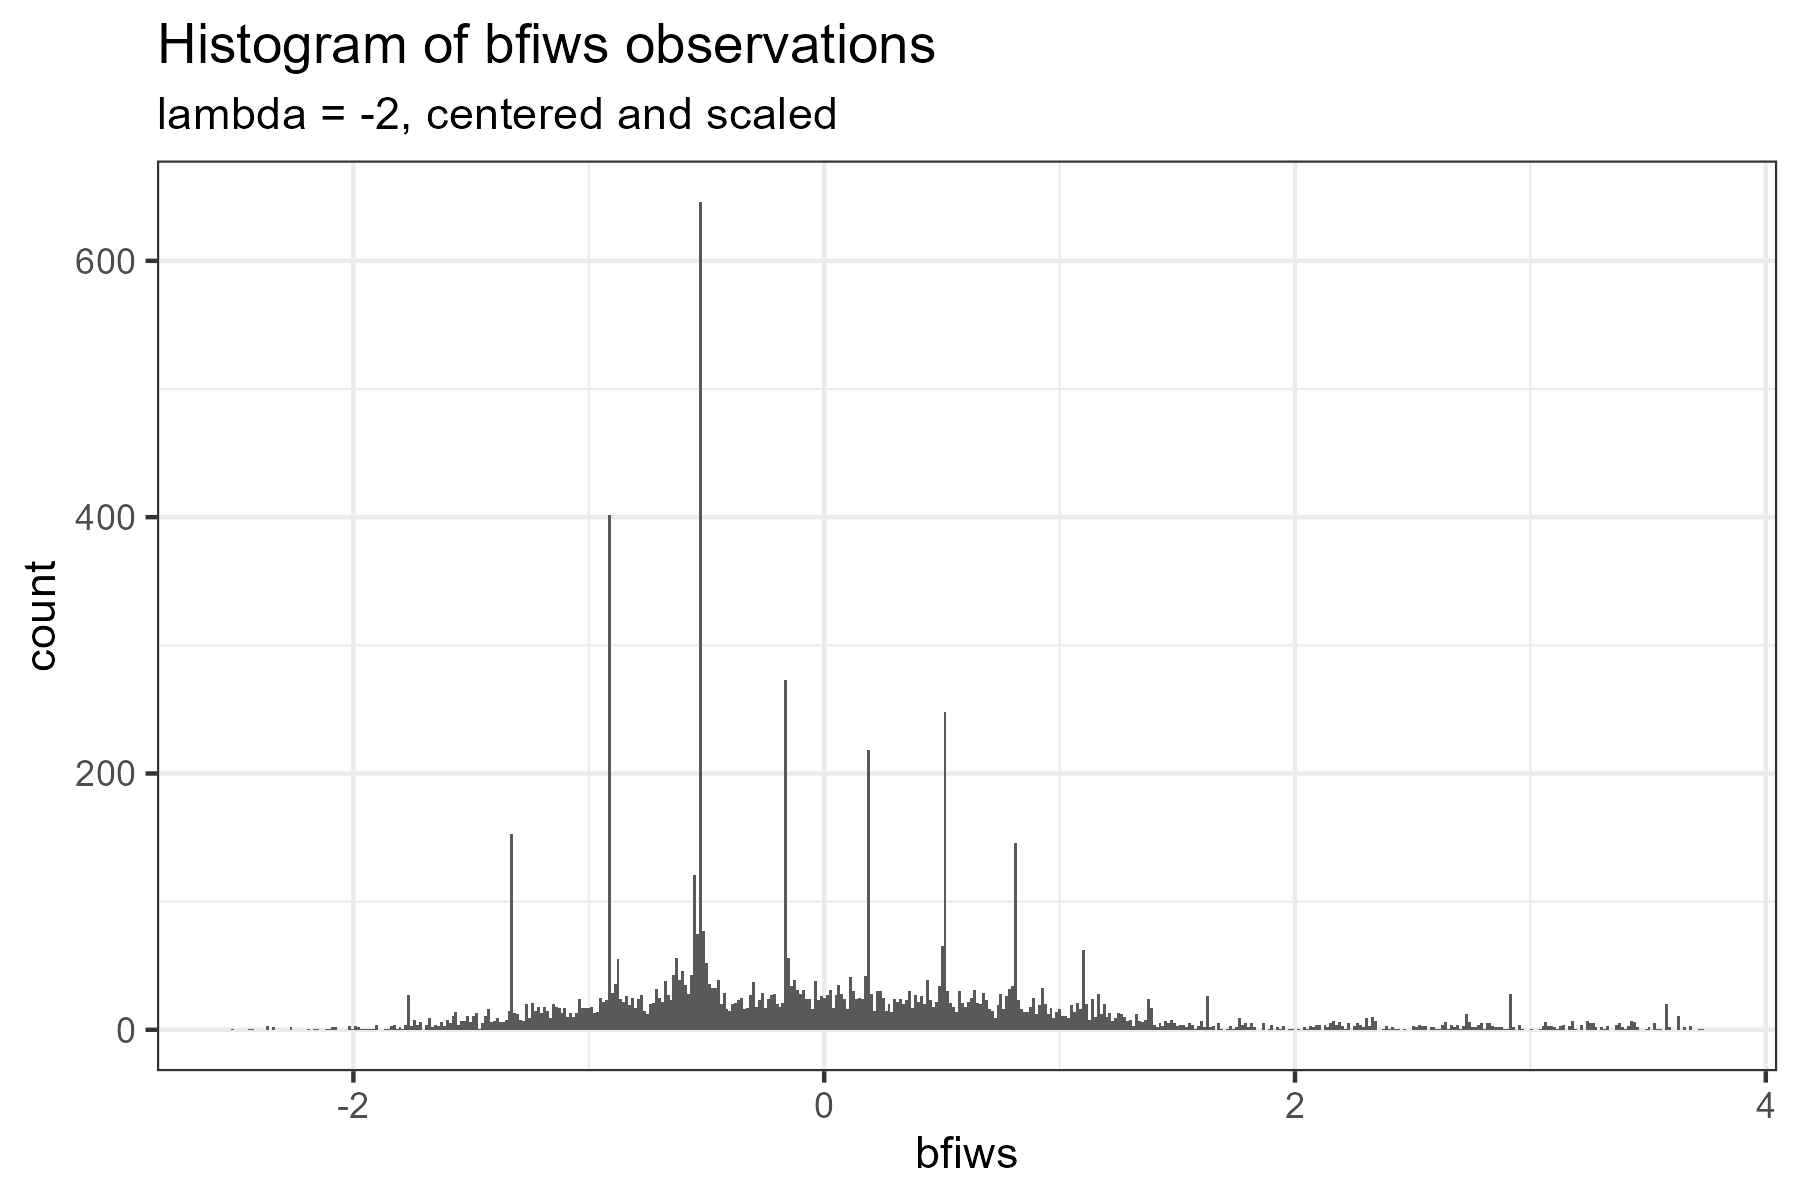 Histogram of bfiws observations
lambda = -2, centered and scaled
600
400
200
0
count
-2 0 2 4
bfiws